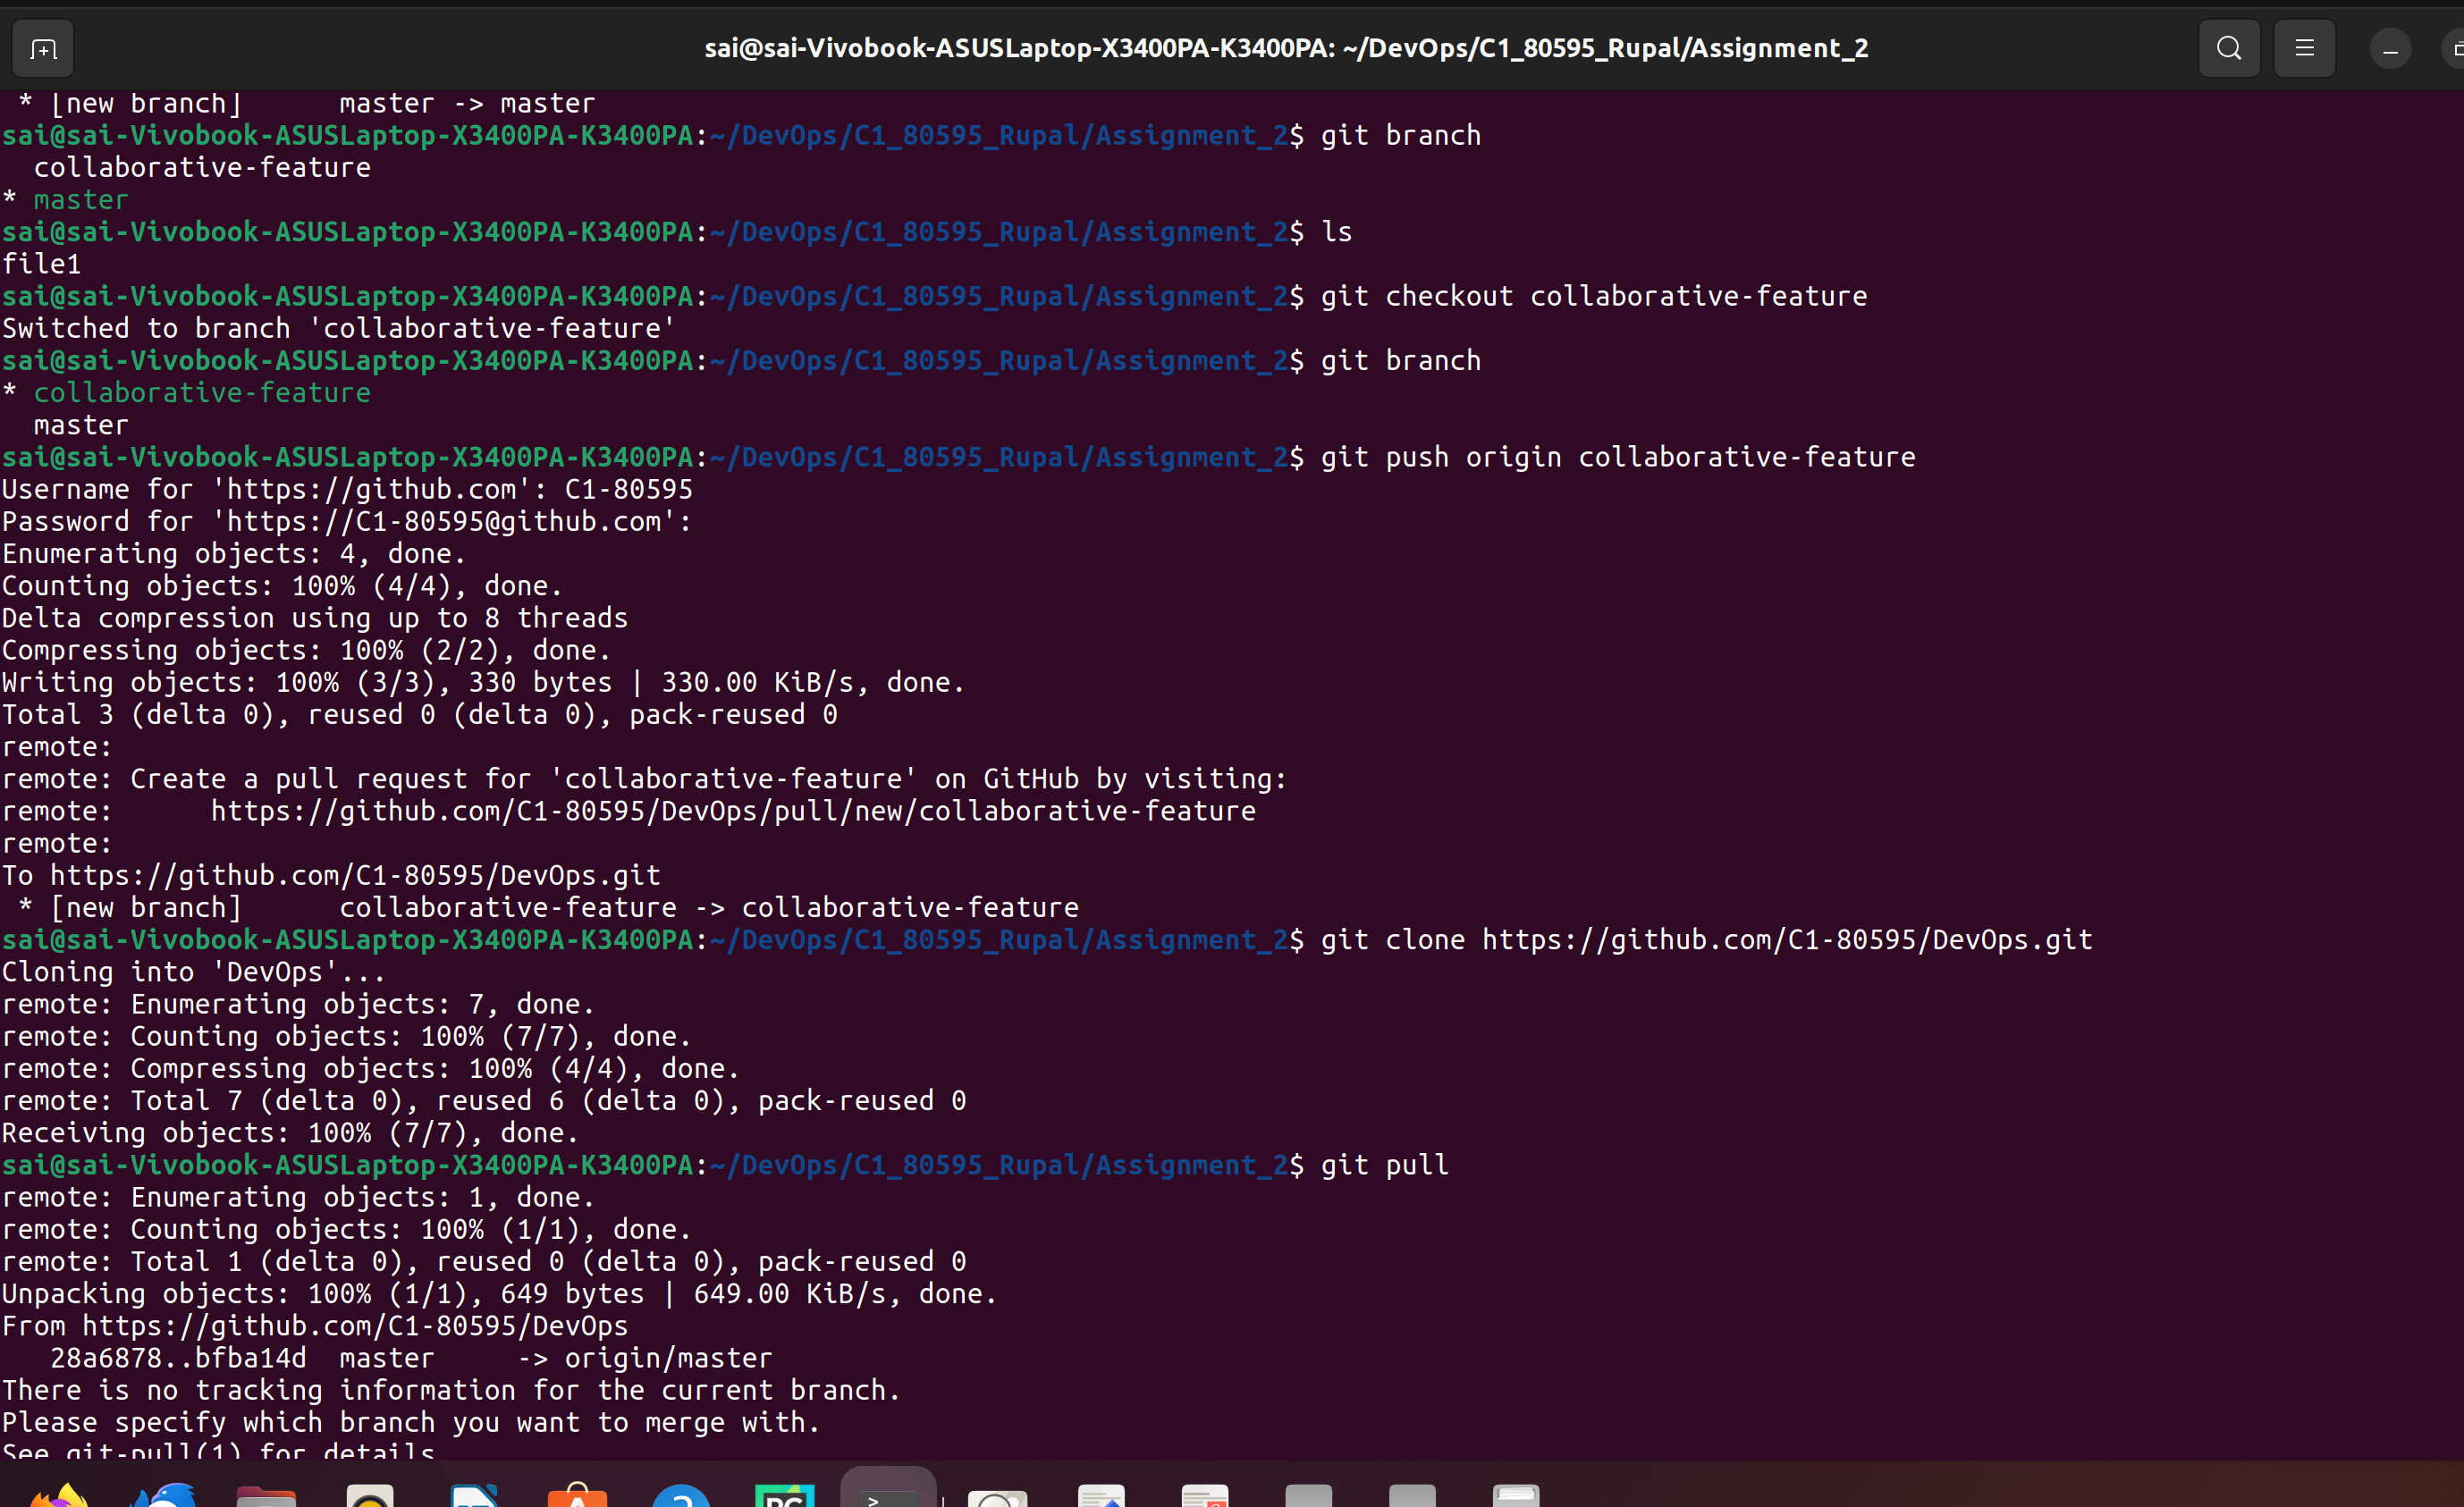 sai@sai-Vivobook-ASUSLaptop-X3400PA-K3400PA: ~/DevOps/C1_80595_Rupal/Assignment_2
 * [new branch]      master -> master
sai@sai-Vivobook-ASUSLaptop-X3400PA-K3400PA:~/DevOps/C1_80595_Rupal/Assignment_2$ git branch
  collaborative-feature
* master
sai@sai-Vivobook-ASUSLaptop-X3400PA-K3400PA:~/DevOps/C1_80595_Rupal/Assignment_2$ ls
file1
sai@sai-Vivobook-ASUSLaptop-X3400PA-K3400PA:~/DevOps/C1_80595_Rupal/Assignment_2$ git checkout collaborative-feature
Switched to branch 'collaborative-feature'
sai@sai-Vivobook-ASUSLaptop-X3400PA-K3400PA:~/DevOps/C1_80595_Rupal/Assignment_2$ git branch
* collaborative-feature
  master
sai@sai-Vivobook-ASUSLaptop-X3400PA-K3400PA:~/DevOps/C1_80595_Rupal/Assignment_2$ git push origin collaborative-feature
Username for 'https://github.com': C1-80595
Password for 'https://C1-80595@github.com':
Enumerating objects: 4, done.
Counting objects: 100% (4/4), done.
Delta compression using up to 8 threads
Compressing objects: 100% (2/2), done.
Writing objects: 100% (3/3), 330 bytes | 330.00 KiB/s, done.
Total 3 (delta 0), reused 0 (delta 0), pack-reused 0
remote:
remote: Create a pull request for 'collaborative-feature' on GitHub by visiting:
remote:      https://github.com/C1-80595/DevOps/pull/new/collaborative-feature
remote:
To https://github.com/C1-80595/DevOps.git
 * [new branch]      collaborative-feature -> collaborative-feature
sai@sai-Vivobook-ASUSLaptop-X3400PA-K3400PA:~/DevOps/C1_80595_Rupal/Assignment_2$ git clone https://github.com/C1-80595/DevOps.git
Cloning into 'DevOps'...
remote: Enumerating objects: 7, done.
remote: Counting objects: 100% (7/7), done.
remote: Compressing objects: 100% (4/4), done.
remote: Total 7 (delta 0), reused 6 (delta 0), pack-reused 0
Receiving objects: 100% (7/7), done.
sai@sai-Vivobook-ASUSLaptop-X3400PA-K3400PA:~/DevOps/C1_80595_Rupal/Assignment_2$ git pull
remote: Enumerating objects: 1, done.
remote: Counting objects: 100% (1/1), done.
remote: Total 1 (delta 0), reused 0 (delta 0), pack-reused 0
Unpacking objects: 100% (1/1), 649 bytes | 649.00 KiB/s, done.
From https://github.com/C1-80595/DevOps
   28a6878..bfba14d  master     -> origin/master
There is no tracking information for the current branch.
Please specify which branch you want to merge with.
See git-pull(1) for details
PC